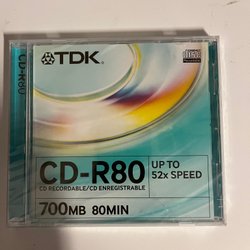 CD-R80
TDK
CD-R80
UP TO
52x SPEED
CD RECORDABLE/CD ENREGISTRABLE
700MB 80MIN